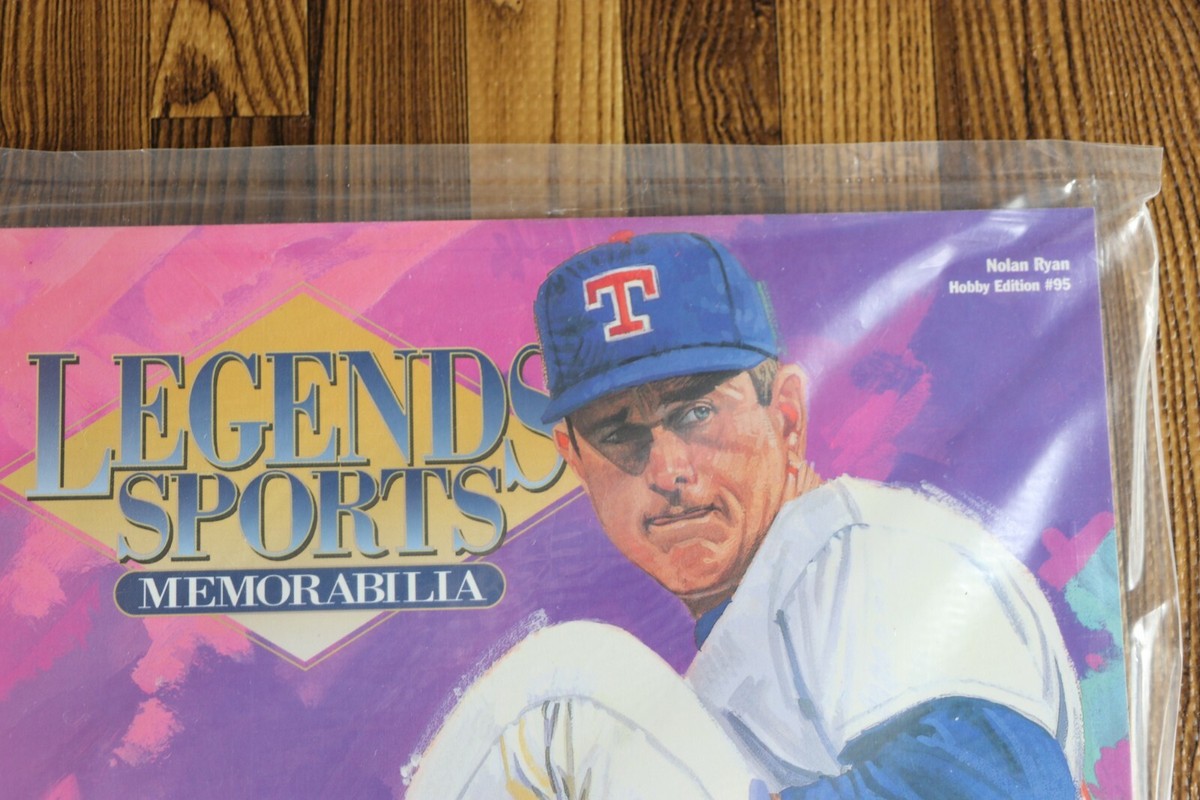 Nolan Ryan
Hobby Edition #95
LEGENDS
SPORTS
MEMORABILIA
T